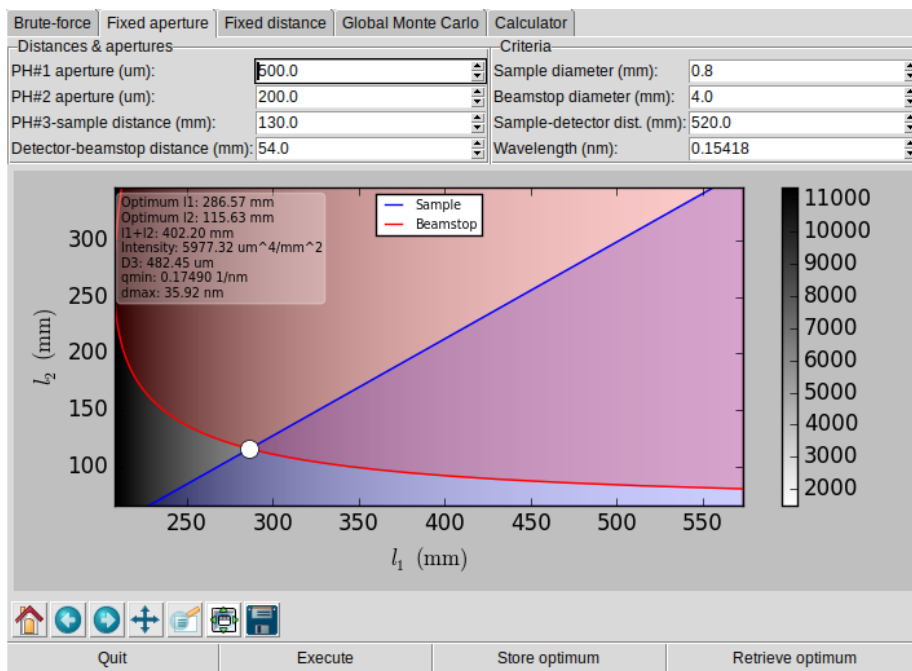 Brute-force Fixed aperture Fixed distance Global Monte Carlo Calculator
Distances & apertures
PH#1 aperture (um): 500.0
PH#2 aperture (um): 200.0
PH#3-sample distance (mm): 130.0
Detector-beamstop distance (mm): 54.0
Criteria
Sample diameter (mm): 0.8
Beamstop diameter (mm): 4.0
Sample-detector dist. (mm): 520.0
Wavelength (nm): 0.15418
Optimum l1: 286.57 mm
Optimum l2: 115.63 mm
l1+l2: 402.20 mm
Intensity: 5977.32 um^4/mm^2
D3: 482.45 um
qmin: 0.17490 1/nm
dmax: 35.92 nm
Sample
Beamstop
300
250
200
150
100
l2 (mm)
250 300 350 400 450 500 550
l1 (mm)
11000
10000
9000
8000
7000
6000
5000
4000
3000
2000
Quit Execute Store optimum Retrieve optimum